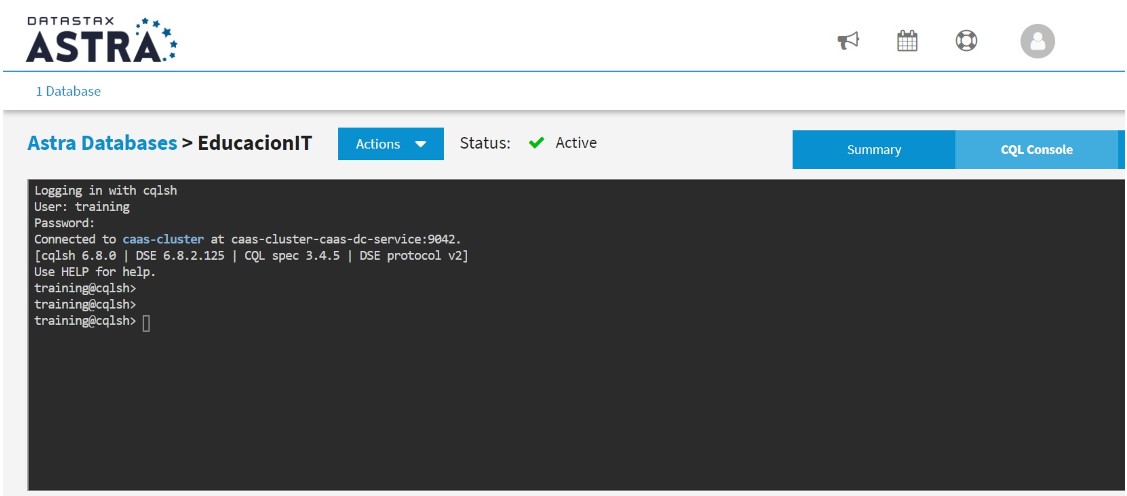 DATASTAX
ASTRA
1 Database
Astra Databases > EducacionIT
Actions
Status:
Active
Summary
CQL Console
Logging in with cqlsh
User: training
Password:
Connected to caas-cluster at caas-cluster-caas-dc-service:9042.
[cqlsh 6.8.0 | DSE 6.8.2.125 | CQL spec 3.4.5 | DSE protocol v2]
Use HELP for help.
training@cqlsh>
training@cqlsh>
training@cqlsh>